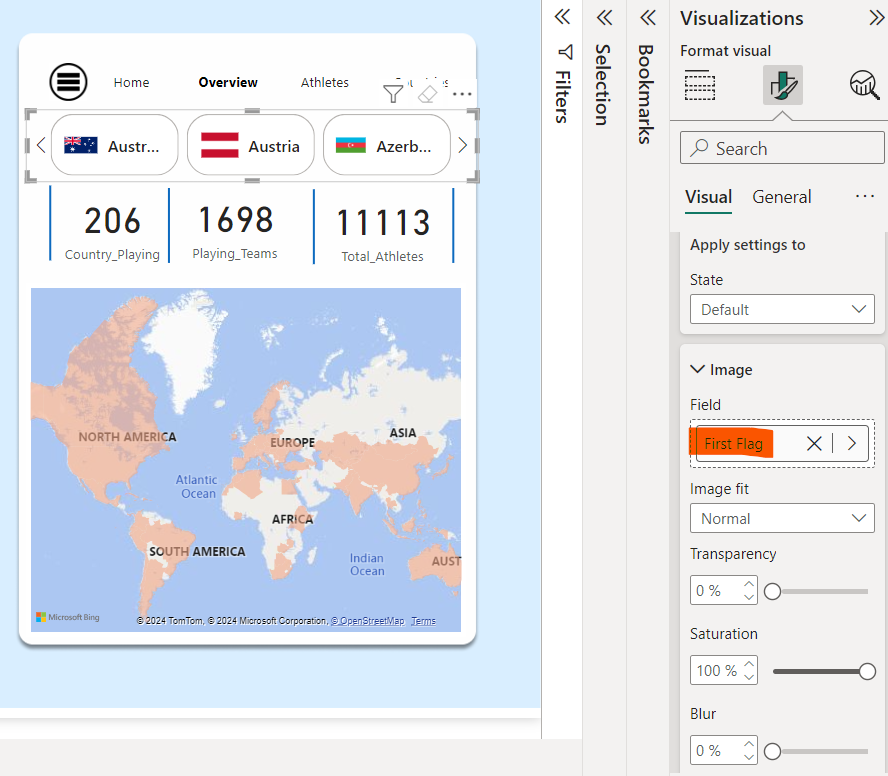 Home Overview Athletes
Austr... Austria Azerb...
206 1698 11113
Country_Playing Playing_Teams Total_Athletes
NORTH AMERICA
EUROPE
ASIA
Atlantic
Ocean
AFRICA
SOUTH AMERICA
Indian
Ocean
AUST
Microsoft Bing
© 2024 TomTom, © 2024 Microsoft Corporation, © OpenStreetMap Terms
Filters
Selection
Bookmarks
Visualizations
Format visual
Search
Visual General
Apply settings to
State
Default
Image
Field
First Flag
Image fit
Normal
Transparency
0 %
Saturation
100 %
Blur
0 %